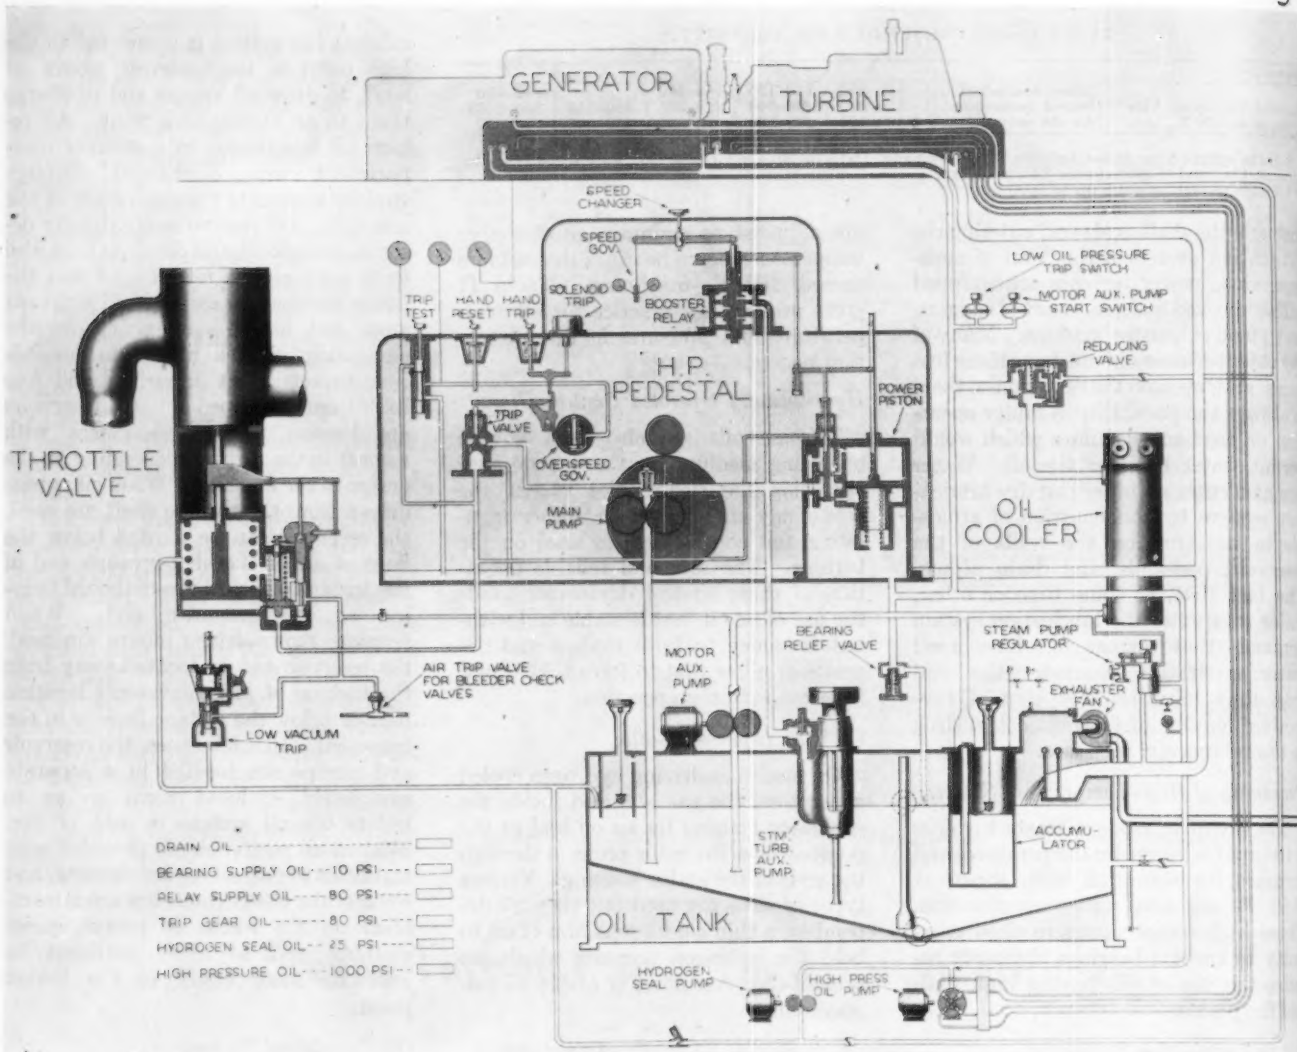 GENERATOR
TURBINE
SPEED
CHANGER
SPEED
GOV.
LOW OIL PRESSURE
TRIP SWITCH
MOTOR AUX. PUMP
START SWITCH
SOLENOID
TRIP
BOOSTER
RELAY
TRIP
TEST
HAND
RESET
HAND
TRIP
REDUCING
VALVE
H.P.
PEDESTAL
POWER
PISTON
TRIP
VALVE
OVERSPEED
GOV.
THROTTLE
VALVE
MAIN
PUMP
OIL
COOLER
BEARING
RELIEF VALVE
STEAM PUMP
REGULATOR
MOTOR
AUX.
PUMP
AIR TRIP VALVE
FOR BLEEDER CHECK
VALVES
EXHAUSTER
FAN
LOW VACUUM
TRIP
STM.
TURB.
AUX.
PUMP
ACCUMU-
LATOR
OIL TANK
DRAIN OIL
BEARING SUPPLY OIL - 10 PSI
RELAY SUPPLY OIL --- 80 PSI
TRIP GEAR OIL --- 80 PSI
HYDROGEN SEAL OIL -- 25 PSI
HIGH PRESSURE OIL - 1000 PSI
HYDROGEN
SEAL PUMP
HIGH PRESS
OIL PUMP